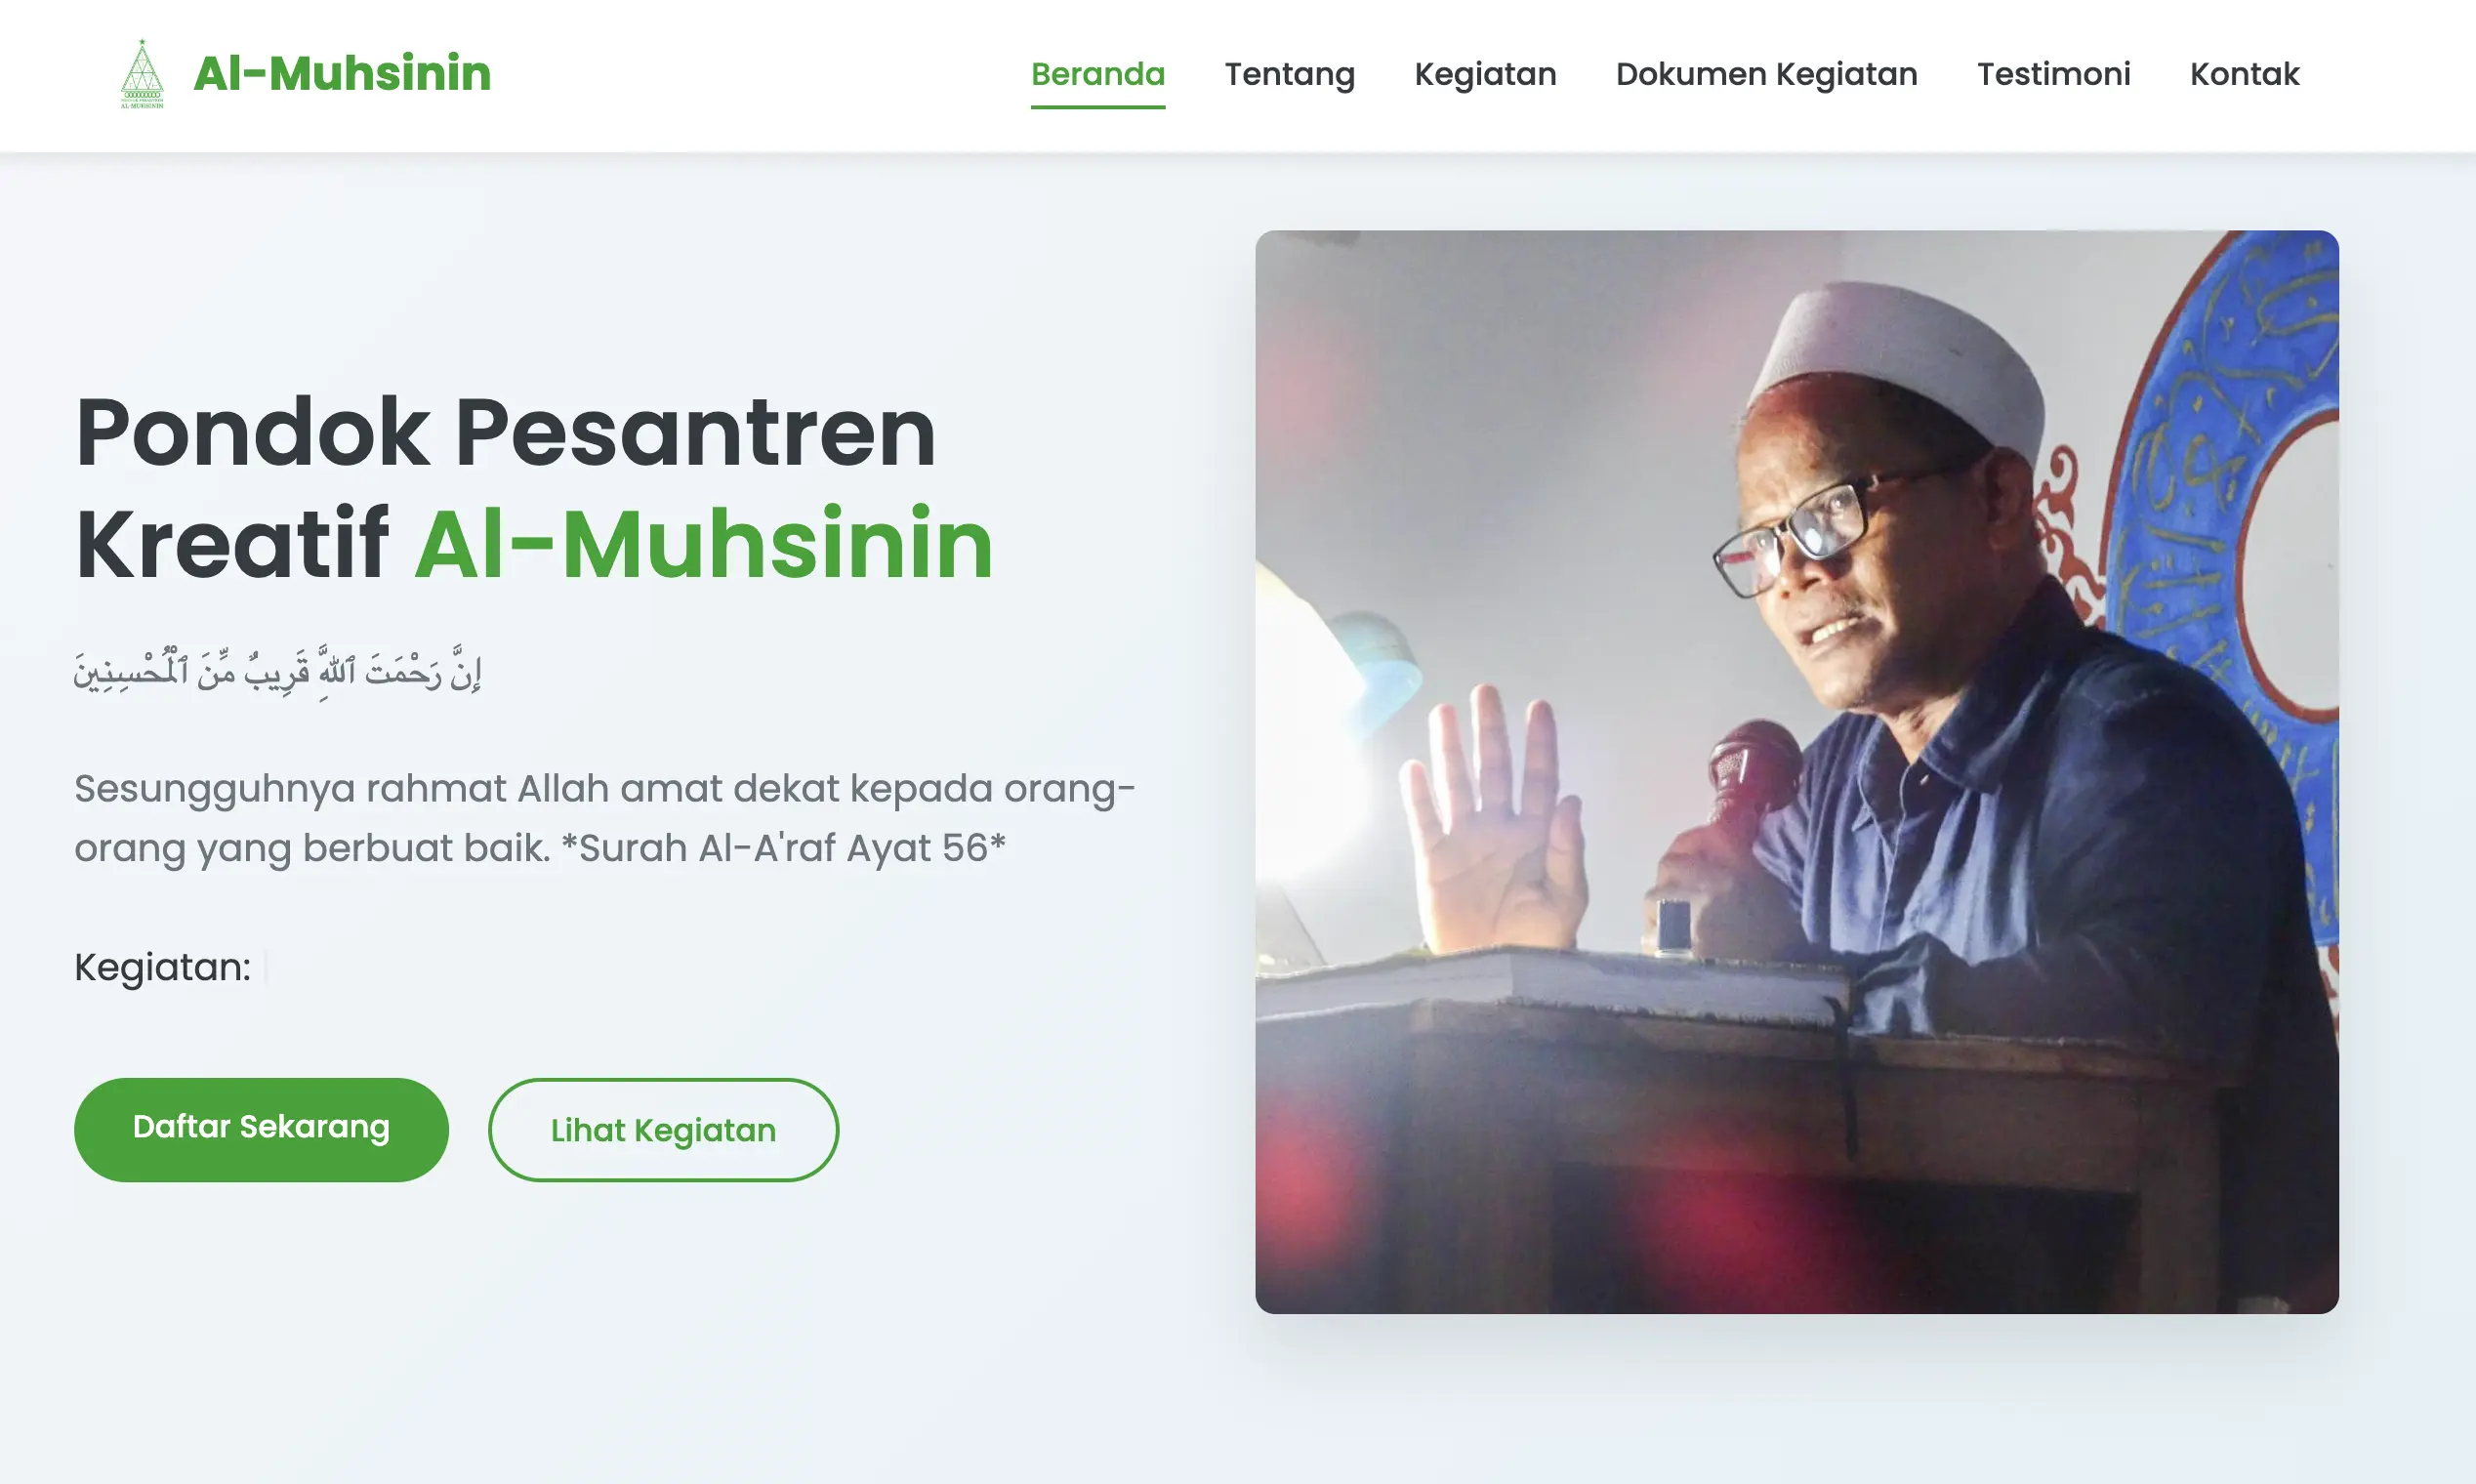 Al-Muhsinin
Beranda
Tentang
Kegiatan
Dokumen Kegiatan
Testimoni
Kontak
Pondok Pesantren
Kreatif Al-Muhsinin
إِنَّ رَحْمَتَ ٱللَّهِ قَرِيبٌ مِّنَ ٱلْمُحْسِنِينَ
Sesungguhnya rahmat Allah amat dekat kepada orang-
orang yang berbuat baik. *Surah Al-A'raf Ayat 56*
Kegiatan:
Daftar Sekarang
Lihat Kegiatan